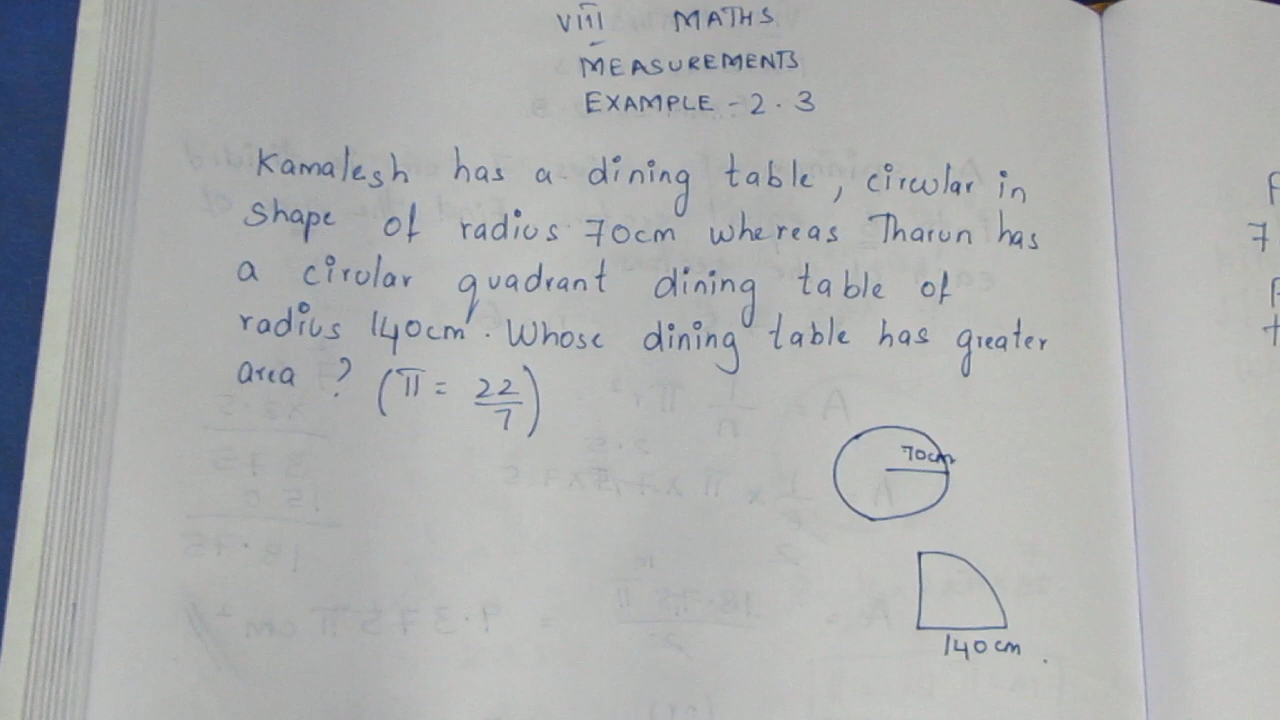 VIII MATHS
MEASUREMENTS
EXAMPLE - 2.3
Kamalesh has a dining table, circular in
shape of radius 70cm whereas Tharun has
a cirular quadrant dining table of
radius 140cm. Whose dining table has greater
area ? (π = 22/7)
70cm
140cm